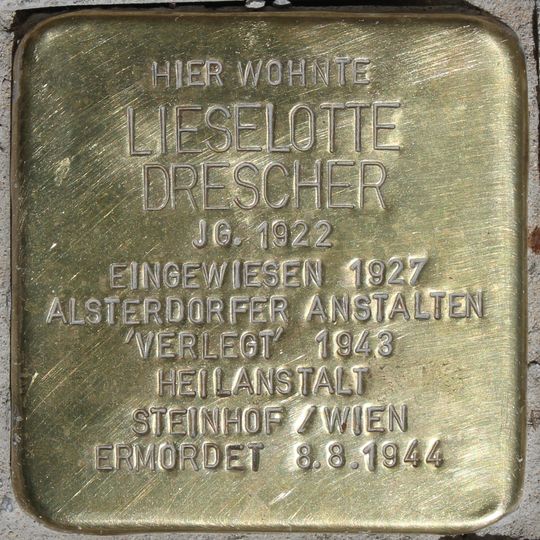 HIER WOHNTE
LIESELOTTE
DRESCHER
JG. 1922
EINGEWIESEN 1927
ALSTERDORFER ANSTALTEN
'VERLEGT' 1943
HEILANSTALT
STEINHOF / WIEN
ERMORDET 8.8.1944